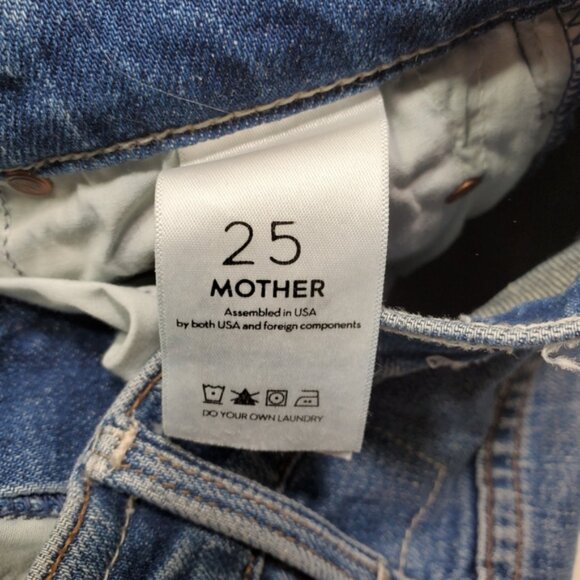 25
MOTHER
Assembled in USA
by both USA and foreign components
DO YOUR OWN LAUNDRY